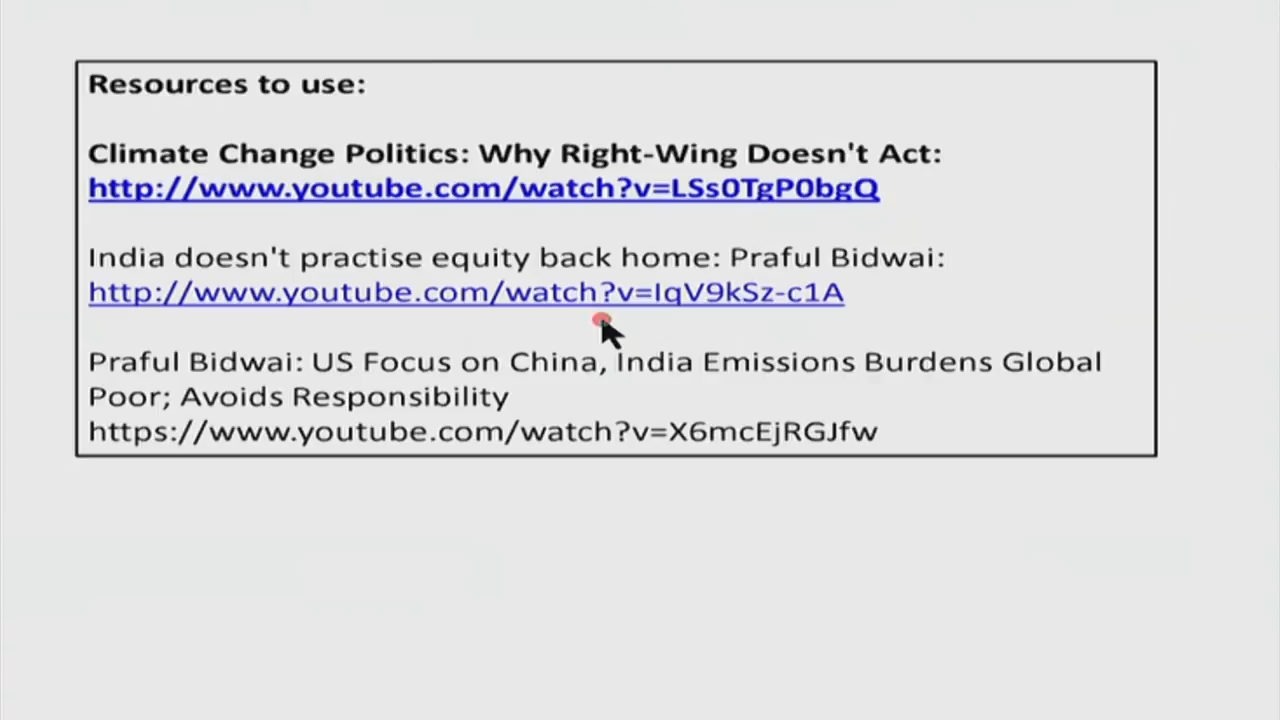 Resources to use:
Climate Change Politics: Why Right-Wing Doesn't Act:
http://www.youtube.com/watch?v=LSs0TgP0bgQ
India doesn't practise equity back home: Praful Bidwai:
http://www.youtube.com/watch?v=IqV9kSz-c1A
Praful Bidwai: US Focus on China, India Emissions Burdens Global
Poor; Avoids Responsibility
https://www.youtube.com/watch?v=X6mcEjRGJfw